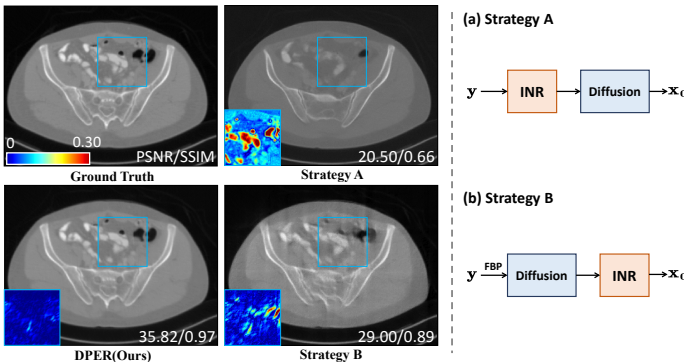 0
0.30
PSNR/SSIM
Ground Truth
20.50/0.66
Strategy A
35.82/0.97
DPER(Ours)
29.00/0.89
Strategy B
(a) Strategy A
y
INR
Diffusion
(b) Strategy B
y
FBP
Diffusion
INR